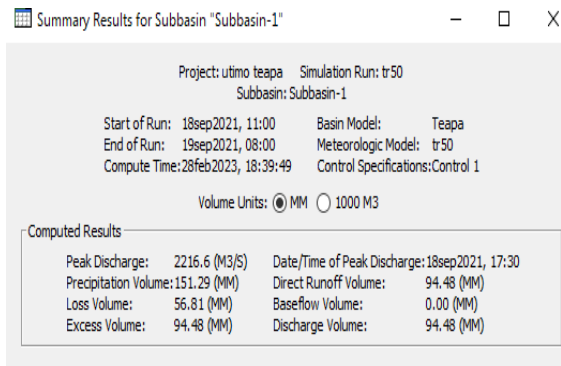 Summary Results for Subbasin "Subbasin-1"
Project: utimo teapa Simulation Run: tr50
Subbasin: Subbasin-1
Start of Run: 18sep2021, 11:00 Basin Model: Teapa
End of Run: 19sep2021, 08:00 Meteorologic Model: tr50
Compute Time:28feb2023, 18:39:49 Control Specifications:Control 1
Volume Units: MM 1000 M3
Computed Results
Peak Discharge: 2216.6 (M3/S) Date/Time of Peak Discharge:18sep2021, 17:30
Precipitation Volume:151.29 (MM) Direct Runoff Volume: 94.48 (MM)
Loss Volume: 56.81 (MM) Baseflow Volume: 0.00 (MM)
Excess Volume: 94.48 (MM) Discharge Volume: 94.48 (MM)